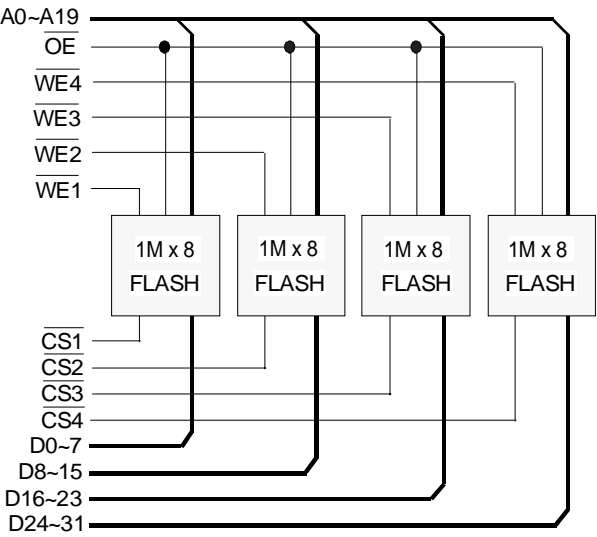 A0~A19
OE
WE4
WE3
WE2
WE1
1M x 8
FLASH
1M x 8
FLASH
1M x 8
FLASH
1M x 8
FLASH
CS1
CS2
CS3
CS4
D0~7
D8~15
D16~23
D24~31